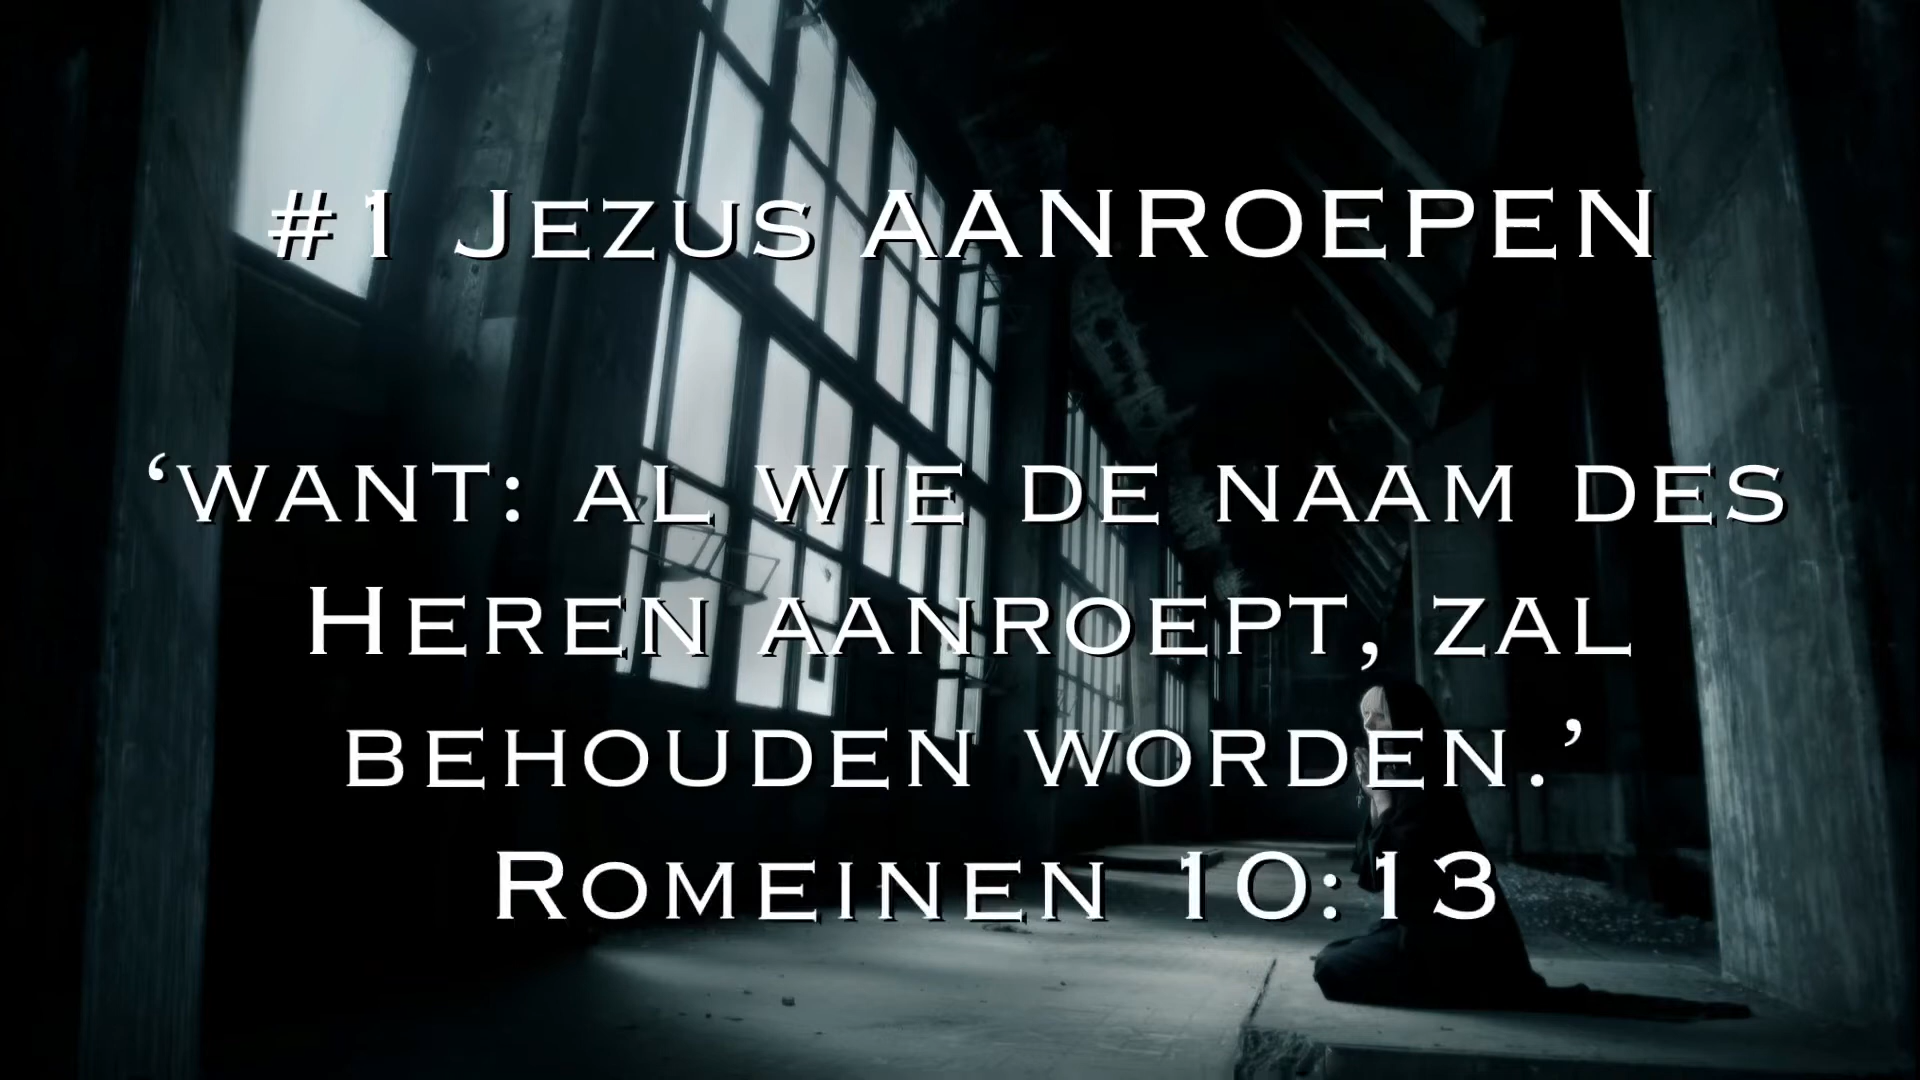 #1 Jezus AANROEPEN
‘want: al wie de naam des
Heren aanroept, zal
behouden worden.’
Romeinen 10:13